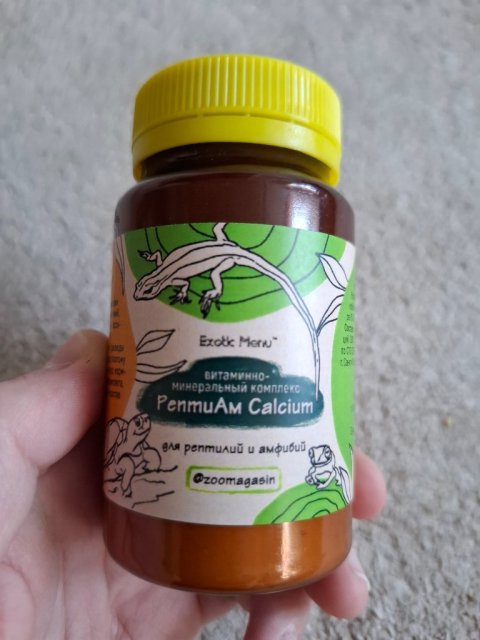 Exotic Menu™
витаминно-
минеральный комплекс
РептиАм Calcium
для рептилий и амфибий
@zoomagasin